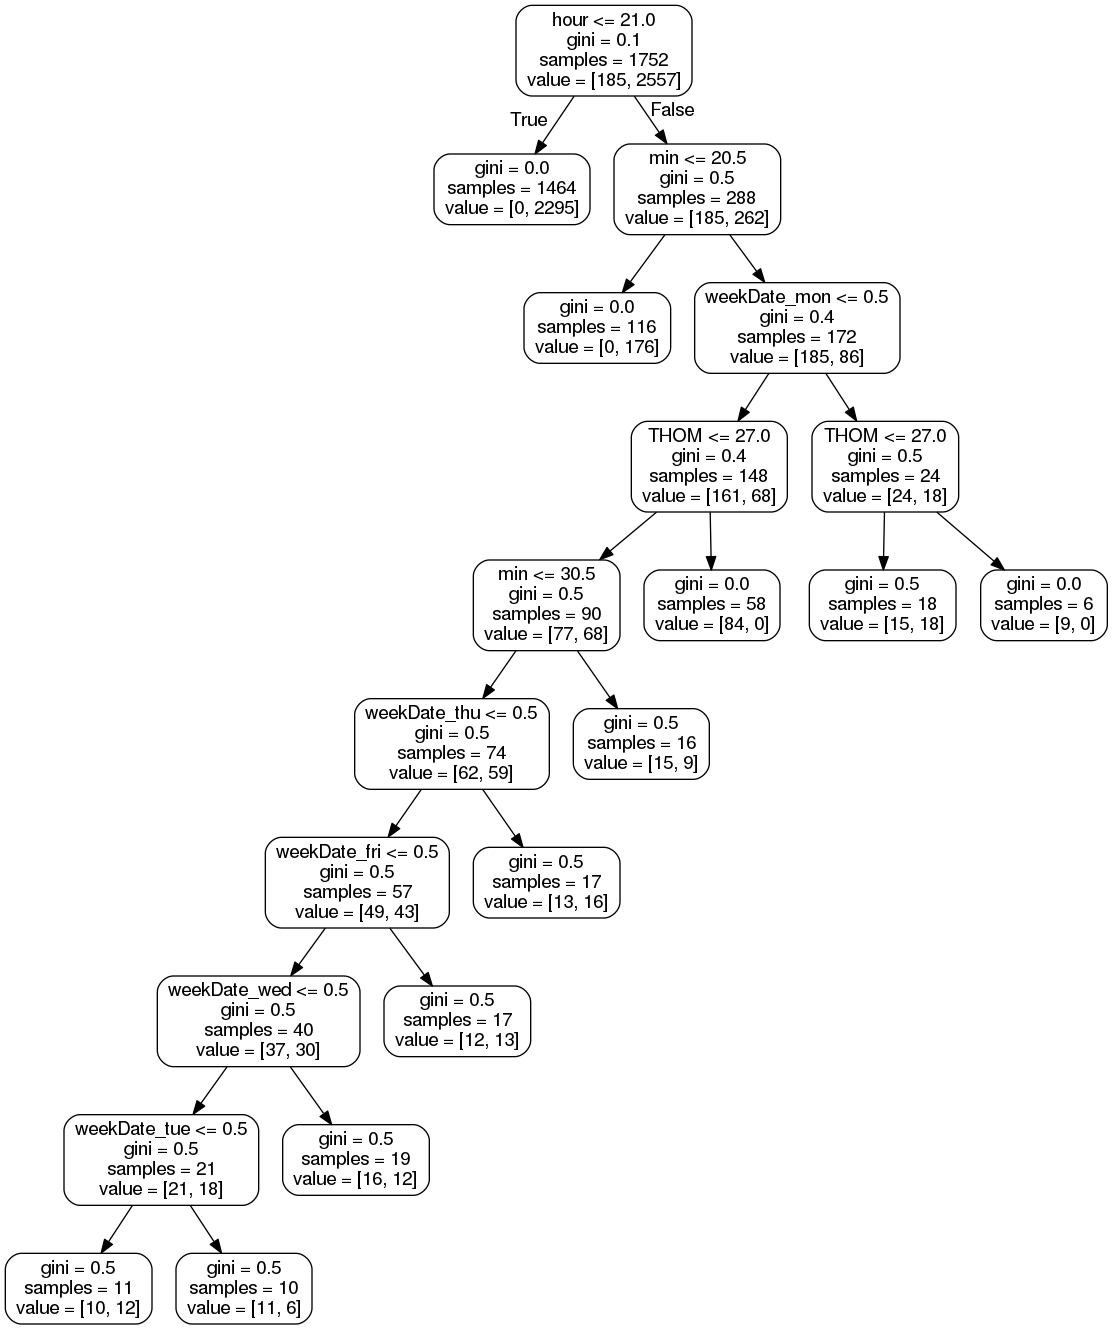 hour <= 21.0
gini = 0.1
samples = 1752
value = [185, 2557]
True
False
gini = 0.0
samples = 1464
value = [0, 2295]
min <= 20.5
gini = 0.5
samples = 288
value = [185, 262]
gini = 0.0
samples = 116
value = [0, 176]
weekDate_mon <= 0.5
gini = 0.4
samples = 172
value = [185, 86]
THOM <= 27.0
gini = 0.4
samples = 148
value = [161, 68]
THOM <= 27.0
gini = 0.5
samples = 24
value = [24, 18]
min <= 30.5
gini = 0.5
samples = 90
value = [77, 68]
gini = 0.0
samples = 58
value = [84, 0]
gini = 0.5
samples = 18
value = [15, 18]
gini = 0.0
samples = 6
value = [9, 0]
weekDate_thu <= 0.5
gini = 0.5
samples = 74
value = [62, 59]
gini = 0.5
samples = 16
value = [15, 9]
weekDate_fri <= 0.5
gini = 0.5
samples = 57
value = [49, 43]
gini = 0.5
samples = 17
value = [13, 16]
weekDate_wed <= 0.5
gini = 0.5
samples = 40
value = [37, 30]
gini = 0.5
samples = 17
value = [12, 13]
weekDate_tue <= 0.5
gini = 0.5
samples = 21
value = [21, 18]
gini = 0.5
samples = 19
value = [16, 12]
gini = 0.5
samples = 11
value = [10, 12]
gini = 0.5
samples = 10
value = [11, 6]